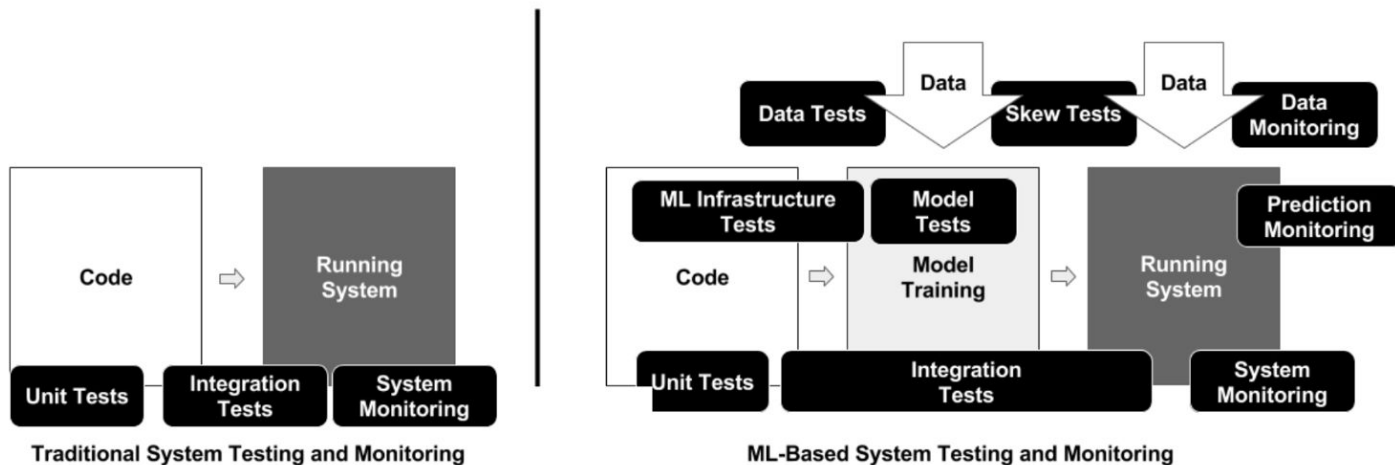 Code
Running
System
Unit Tests
Integration
Tests
System
Monitoring
Traditional System Testing and Monitoring
Data
Data
Data Tests
Skew Tests
Data
Monitoring
ML Infrastructure
Tests
Model
Tests
Prediction
Monitoring
Code
Model
Training
Running
System
Unit Tests
Integration
Tests
System
Monitoring
ML-Based System Testing and Monitoring